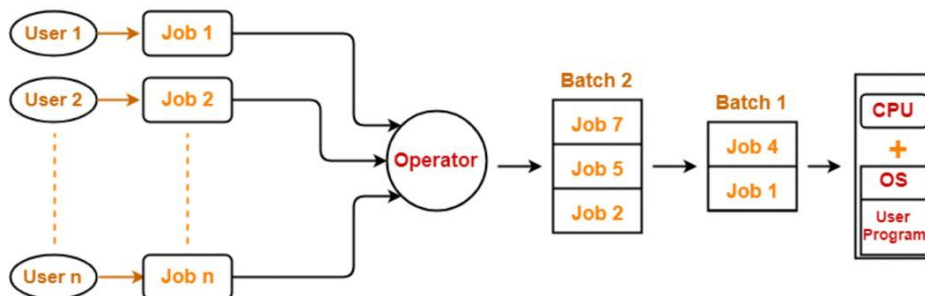 User 1
Job 1
User 2
Job 2
User n
Job n
Operator
Batch 2
Job 7
Job 5
Job 2
Batch 1
Job 4
Job 1
CPU
+
OS
User
Program